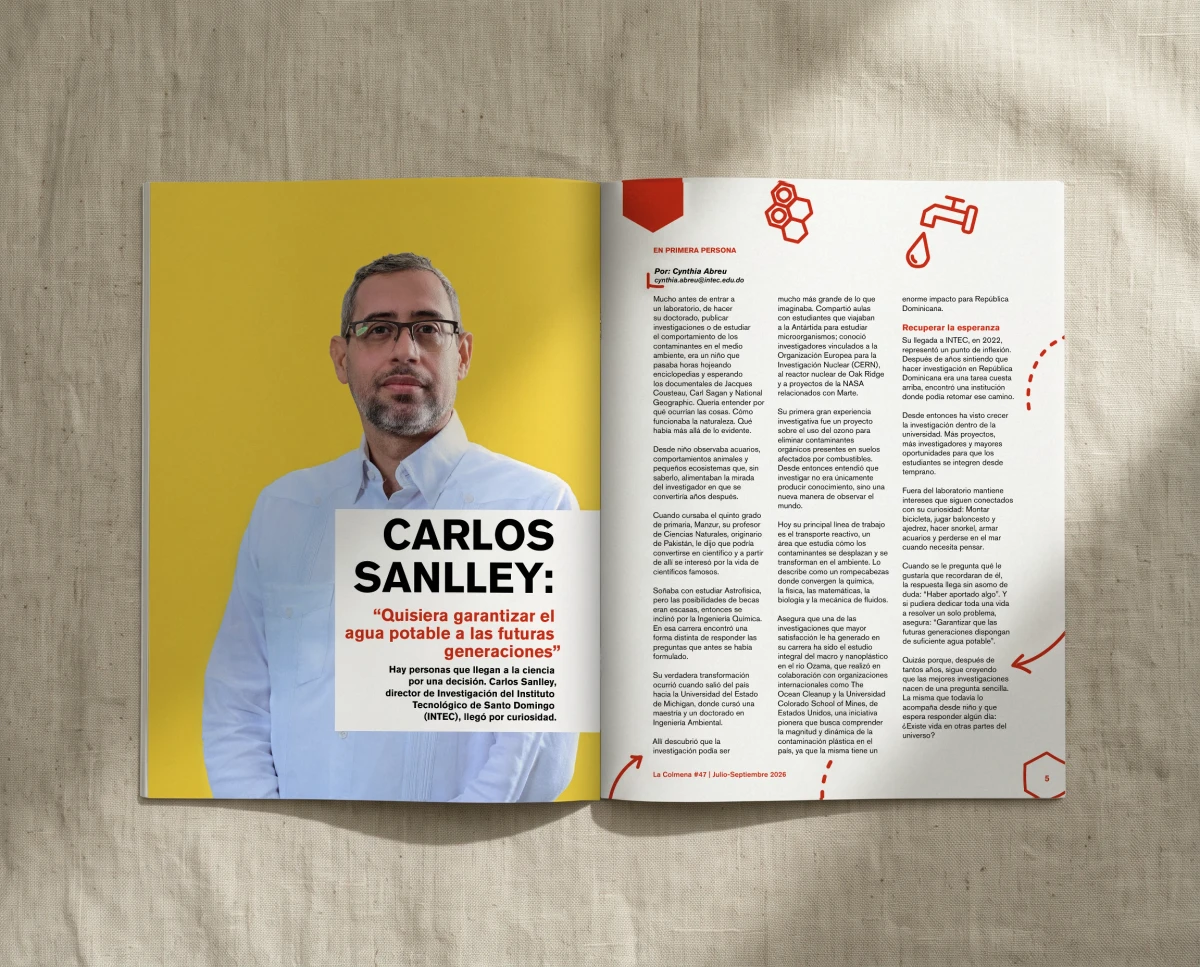 CARLOS
SANLLEY:
“Quisiera garantizar el
agua potable a las futuras
generaciones”
Hay personas que llegan a la ciencia
por una decisión. Carlos Sanlley,
director de Investigación del Instituto
Tecnológico de Santo Domingo
(INTEC), llegó por curiosidad.
EN PRIMERA PERSONA
Por: Cynthia Abreu
cynthia.abreu@intec.edu.do
Mucho antes de entrar a
un laboratorio, de hacer
su doctorado, publicar
investigaciones o de estudiar
el comportamiento de los
contaminantes en el medio
ambiente, era un niño que
pasaba horas hojeando
enciclopedias y esperando
los documentales de Jacques
Cousteau, Carl Sagan y National
Geographic. Quería entender por
qué ocurrían las cosas. Cómo
funcionaba la naturaleza. Qué
había más allá de lo evidente.
Desde niño observaba acuarios,
comportamientos animales y
pequeños ecosistemas que, sin
saberlo, alimentaban la mirada
del investigador en que se
convertiría años después.
Cuando cursaba el quinto grado
de primaria, Manzur, su profesor
de Ciencias Naturales, originario
de Pakistán, le dijo que podría
convertirse en científico y a partir
de allí se interesó por la vida de
científicos famosos.
Soñaba con estudiar Astrofísica,
pero las posibilidades de becas
eran escasas, entonces se
inclinó por la Ingeniería Química.
En esa carrera encontró una
forma distinta de responder las
preguntas que antes se había
formulado.
Su verdadera transformación
ocurrió cuando salió del país
hacia la Universidad del Estado
de Michigan, donde cursó una
maestría y un doctorado en
Ingeniería Ambiental.
Allí descubrió que la
investigación podía ser
mucho más grande de lo que
imaginaba. Compartió aulas
con estudiantes que viajaban
a la Antártida para estudiar
microorganismos; conoció
investigadores vinculados a la
Organización Europea para la
Investigación Nuclear (CERN),
al reactor nuclear de Oak Ridge
y a proyectos de la NASA
relacionados con Marte.
Su primera gran experiencia
investigativa fue un proyecto
sobre el uso del ozono para
eliminar contaminantes
orgánicos presentes en suelos
afectados por combustibles.
Desde entonces entendió que
investigar no era únicamente
producir conocimiento, sino una
nueva manera de observar el
mundo.
Hoy su principal línea de trabajo
es el transporte reactivo, un
área que estudia cómo los
contaminantes se desplazan y se
transforman en el ambiente. Lo
describe como un rompecabezas
donde convergen la química,
la física, las matemáticas, la
biología y la mecánica de fluidos.
Asegura que una de las
investigaciones que mayor
satisfacción le ha generado en
su carrera ha sido el estudio
integral del macro y nanoplástico
en el río Ozama, que realizó en
colaboración con organizaciones
internacionales como The
Ocean Cleanup y la Universidad
Colorado School of Mines, de
Estados Unidos, una iniciativa
pionera que busca comprender
la magnitud y dinámica de la
contaminación plástica en el
país, ya que la misma tiene un
enorme impacto para República
Dominicana.
Recuperar la esperanza
Su llegada a INTEC, en 2022,
representó un punto de inflexión.
Después de años sintiendo que
hacer investigación en República
Dominicana era una tarea cuesta
arriba, encontró una institución
donde podía retomar ese camino.
Desde entonces ha visto crecer
la investigación dentro de la
universidad. Más proyectos,
más investigadores y mayores
oportunidades para que los
estudiantes se integren desde
temprano.
Fuera del laboratorio mantiene
intereses que siguen conectados
con su curiosidad: Montar
bicicleta, jugar baloncesto y
ajedrez, hacer snorkel, armar
acuarios y perderse en el mar
cuando necesita pensar.
Cuando se le pregunta qué le
gustaría que recordaran de él,
la respuesta llega sin asomo de
duda: “Haber aportado algo”. Y
si pudiera dedicar toda una vida
a resolver un solo problema,
asegura: “Garantizar que las
futuras generaciones dispongan
de suficiente agua potable”.
Quizás porque, después de
tantos años, sigue creyendo
que las mejores investigaciones
nacen de una pregunta sencilla.
La misma que todavía lo
acompaña desde niño y que
espera responder algún día:
¿Existe vida en otras partes del
universo?
La Colmena #47 | Julio-Septiembre 2026
5